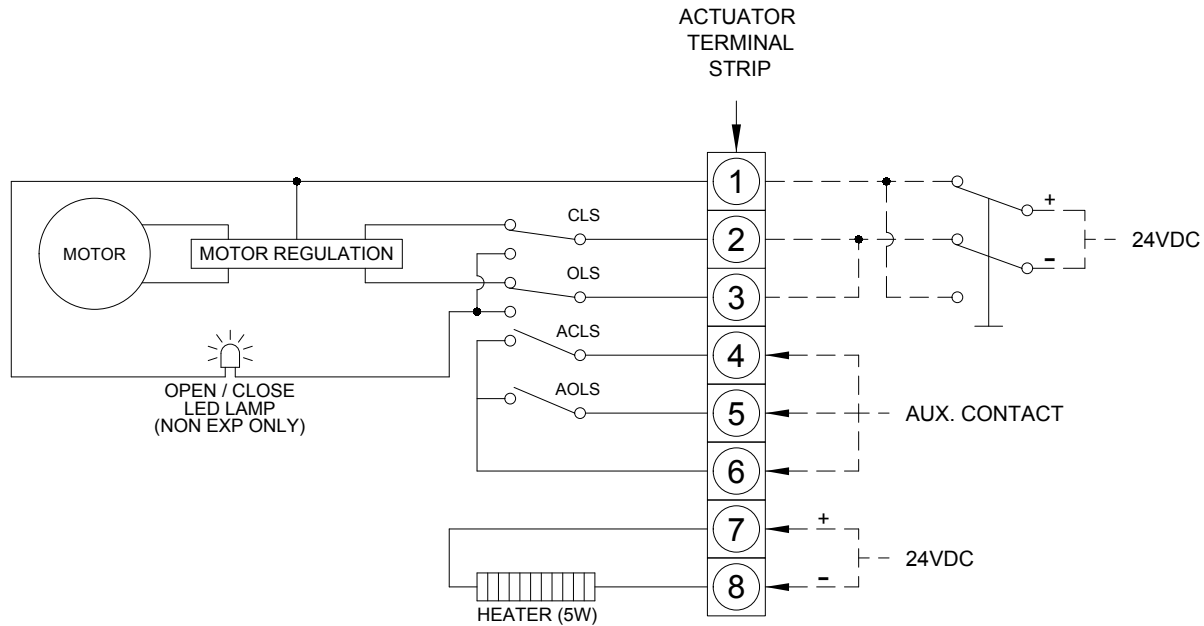 ACTUATOR
TERMINAL
STRIP
1
+
CLS
2
24VDC
MOTOR
MOTOR REGULATION
-
OLS
3
ACLS
4
OPEN / CLOSE
LED LAMP
(NON EXP ONLY)
AOLS
5
AUX. CONTACT
6
7
+
24VDC
-
8
HEATER (5W)